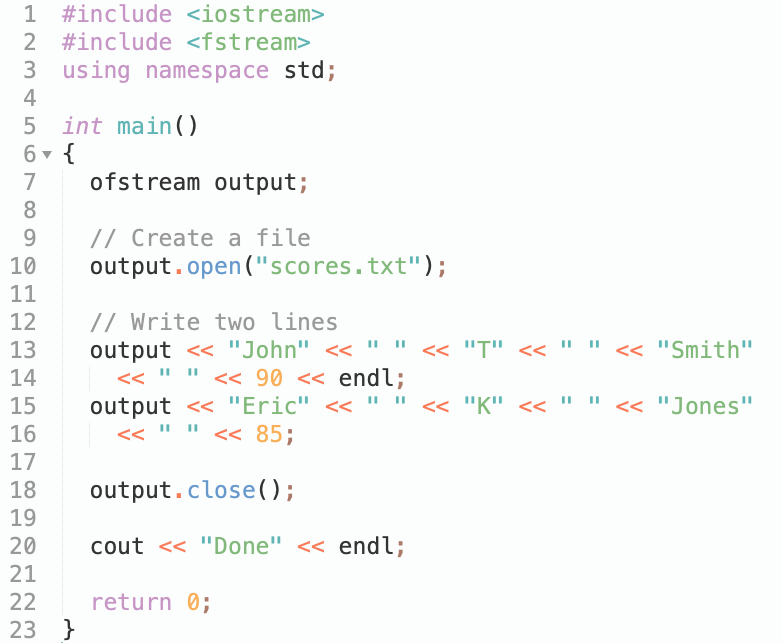 1 #include <iostream>
2 #include <fstream>
3 using namespace std;
4
5 int main()
6 {
7   ofstream output;
8
9   // Create a file
10   output.open("scores.txt");
11
12   // Write two lines
13   output << "John" << " " << "T" << " " << "Smith"
14     << " " << 90 << endl;
15   output << "Eric" << " " << "K" << " " << "Jones"
16     << " " << 85;
17
18   output.close();
19
20   cout << "Done" << endl;
21
22   return 0;
23 }